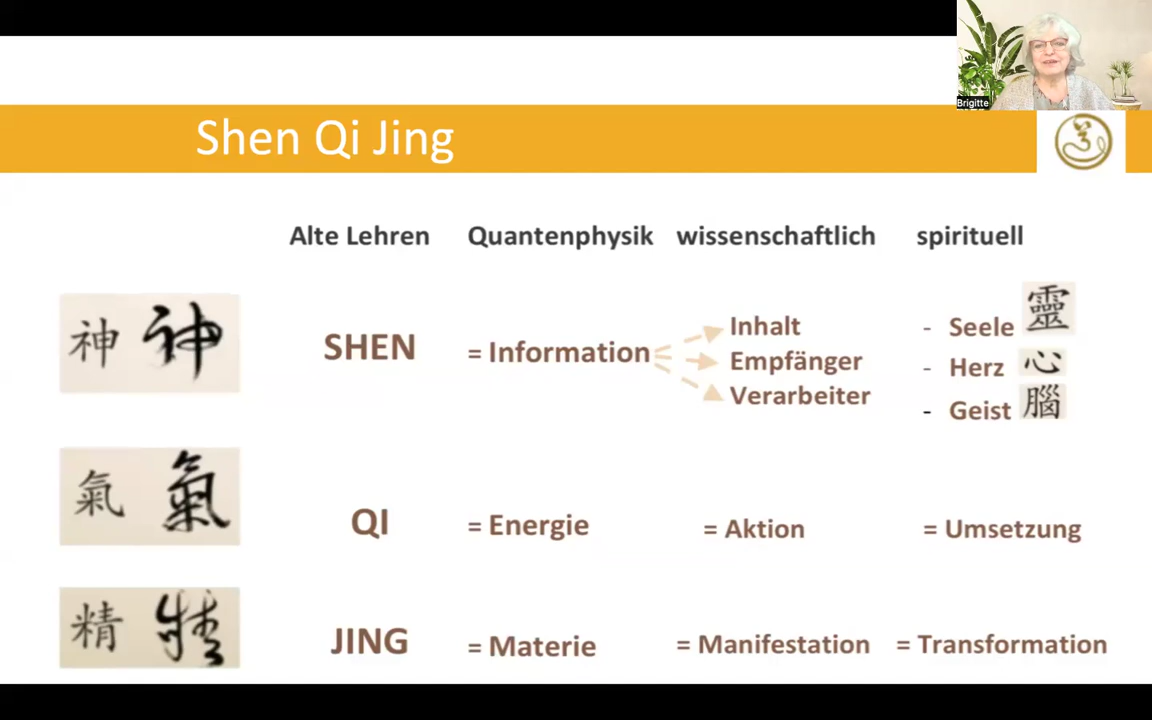 Brigitte
Shen Qi Jing
Alte Lehren Quantenphysik wissenschaftlich spirituell
神 神 SHEN = Information
Inhalt - Seele 靈
Empfänger - Herz 心
Verarbeiter - Geist 腦
氣 氣 QI = Energie = Aktion = Umsetzung
精 精 JING = Materie = Manifestation = Transformation